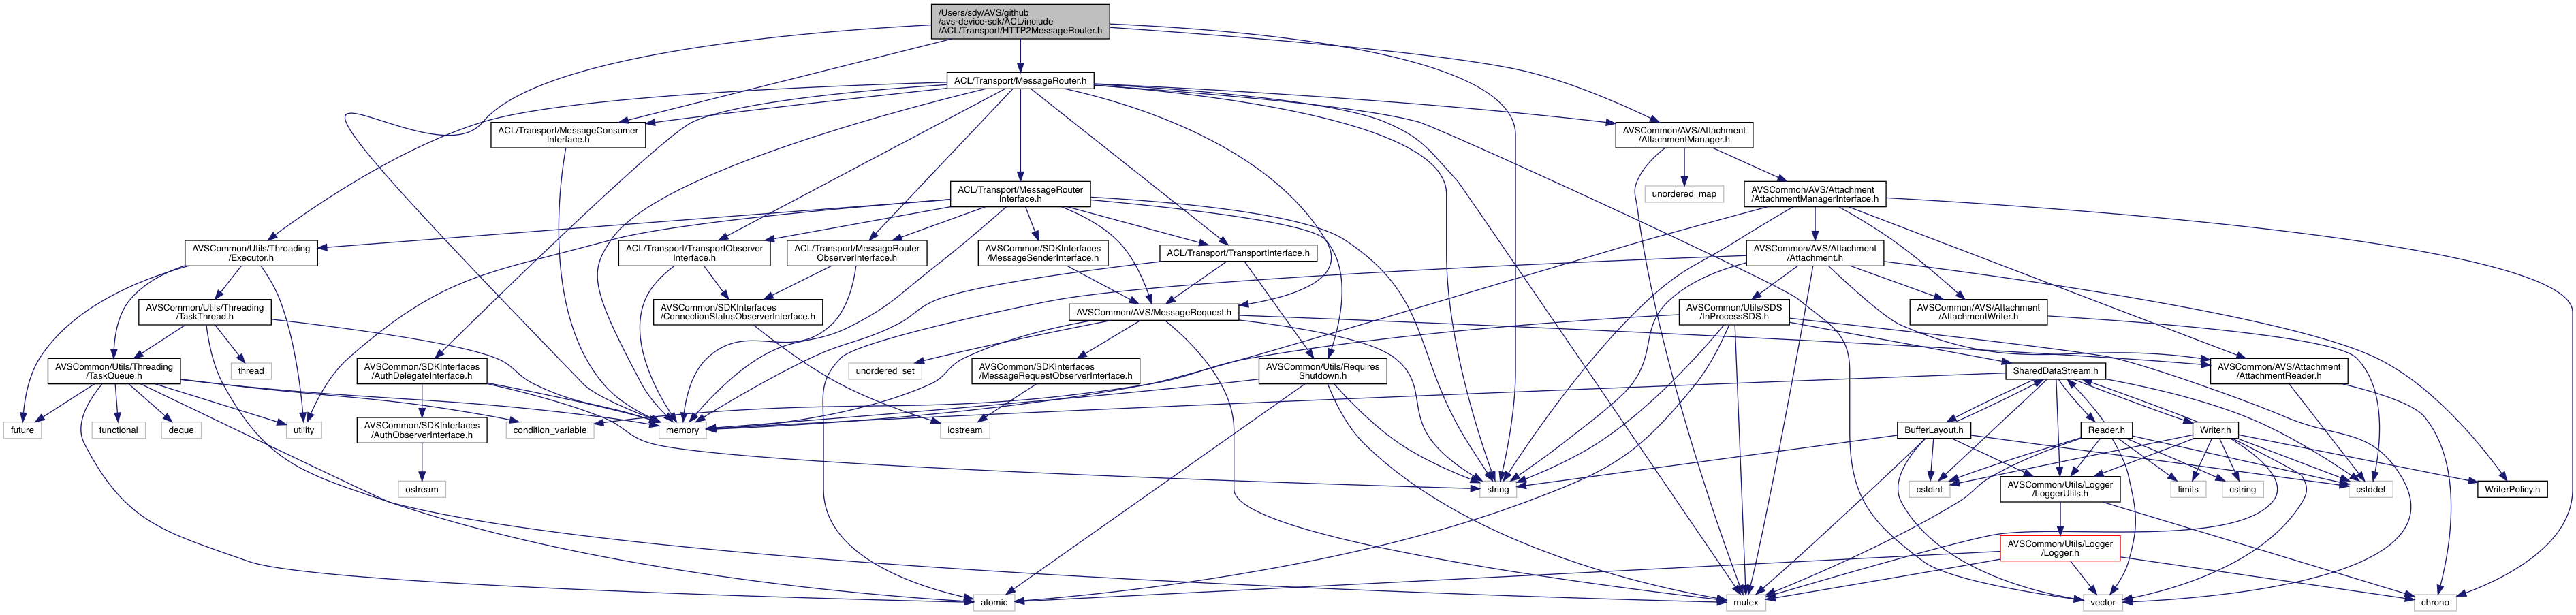 /Users/sdy/AVS/github
/avs-device-sdk/ACL/include
/ACL/Transport/HTTP2MessageRouter.h
ACL/Transport/MessageRouter.h
ACL/Transport/MessageConsumer
Interface.h
AVSCommon/AVS/Attachment
/AttachmentManager.h
ACL/Transport/MessageRouter
Interface.h
unordered_map
AVSCommon/AVS/Attachment
/AttachmentManagerInterface.h
AVSCommon/Utils/Threading
/Executor.h
ACL/Transport/TransportObserver
Interface.h
ACL/Transport/MessageRouter
ObserverInterface.h
AVSCommon/SDKInterfaces
/MessageSenderInterface.h
ACL/Transport/TransportInterface.h
AVSCommon/AVS/Attachment
/Attachment.h
AVSCommon/Utils/Threading
/TaskThread.h
AVSCommon/SDKInterfaces
/ConnectionStatusObserverInterface.h
AVSCommon/AVS/MessageRequest.h
AVSCommon/Utils/SDS
/InProcessSDS.h
AVSCommon/AVS/Attachment
/AttachmentWriter.h
AVSCommon/Utils/Threading
/TaskQueue.h
thread
AVSCommon/SDKInterfaces
/AuthDelegateInterface.h
unordered_set
AVSCommon/SDKInterfaces
/MessageRequestObserverInterface.h
AVSCommon/Utils/Requires
Shutdown.h
SharedDataStream.h
AVSCommon/AVS/Attachment
/AttachmentReader.h
future
functional
deque
utility
AVSCommon/SDKInterfaces
/AuthObserverInterface.h
condition_variable
memory
iostream
BufferLayout.h
Reader.h
Writer.h
ostream
string
cstdint
AVSCommon/Utils/Logger
/LoggerUtils.h
limits
cstring
cstddef
WriterPolicy.h
AVSCommon/Utils/Logger
/Logger.h
atomic
mutex
vector
chrono